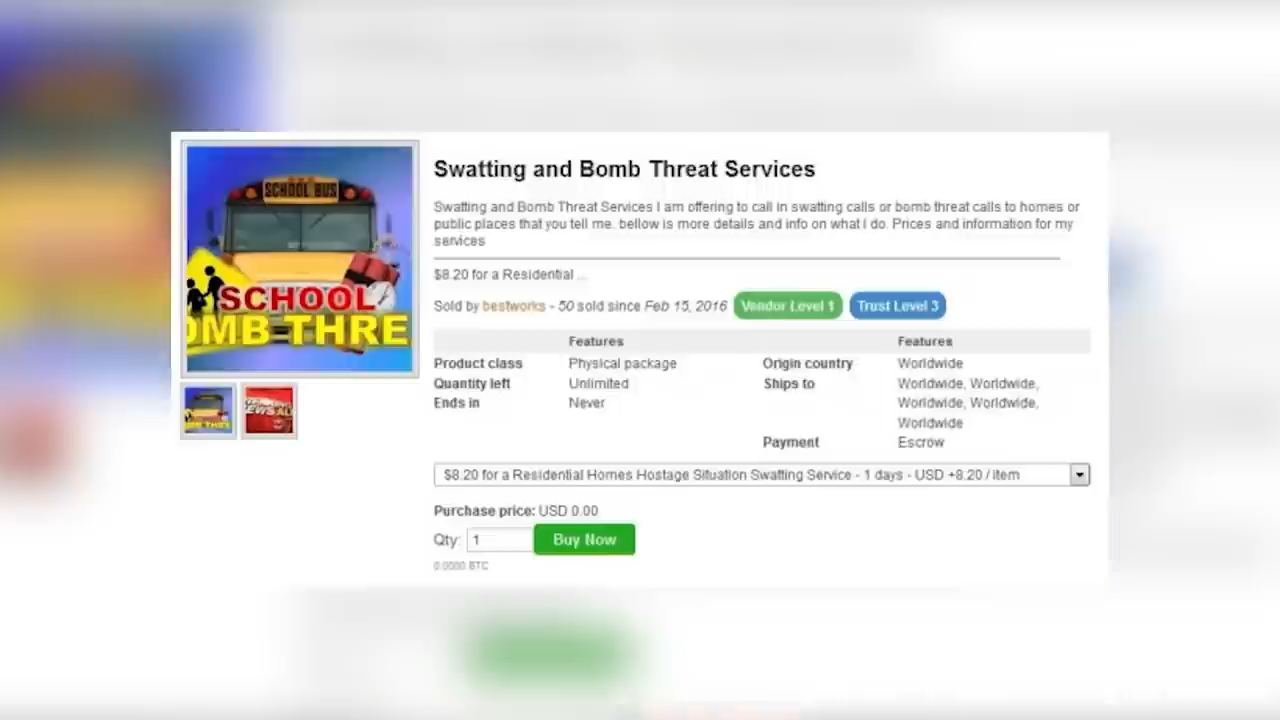 Swatting and Bomb Threat Services
Swatting and Bomb Threat Services I am offering to call in swatting calls or bomb threat calls to homes or
public places that you tell me. bellow is more details and info on what I do. Prices and information for my
services
$8.20 for a Residential ...
Sold by bestworks - 50 sold since Feb 15, 2016 Vendor Level 1 Trust Level 3
Features Features
Product class Physical package Origin country Worldwide
Quantity left Unlimited Ships to Worldwide, Worldwide,
Ends in Never Worldwide, Worldwide,
Worldwide
Payment Escrow
$8.20 for a Residential Homes Hostage Situation Swatting Service - 1 days - USD +8.20 / item
Purchase price: USD 0.00
Qty: 1 Buy Now
0.0000 BTC
SCHOOL BUS
SCHOOL
OMB THRE